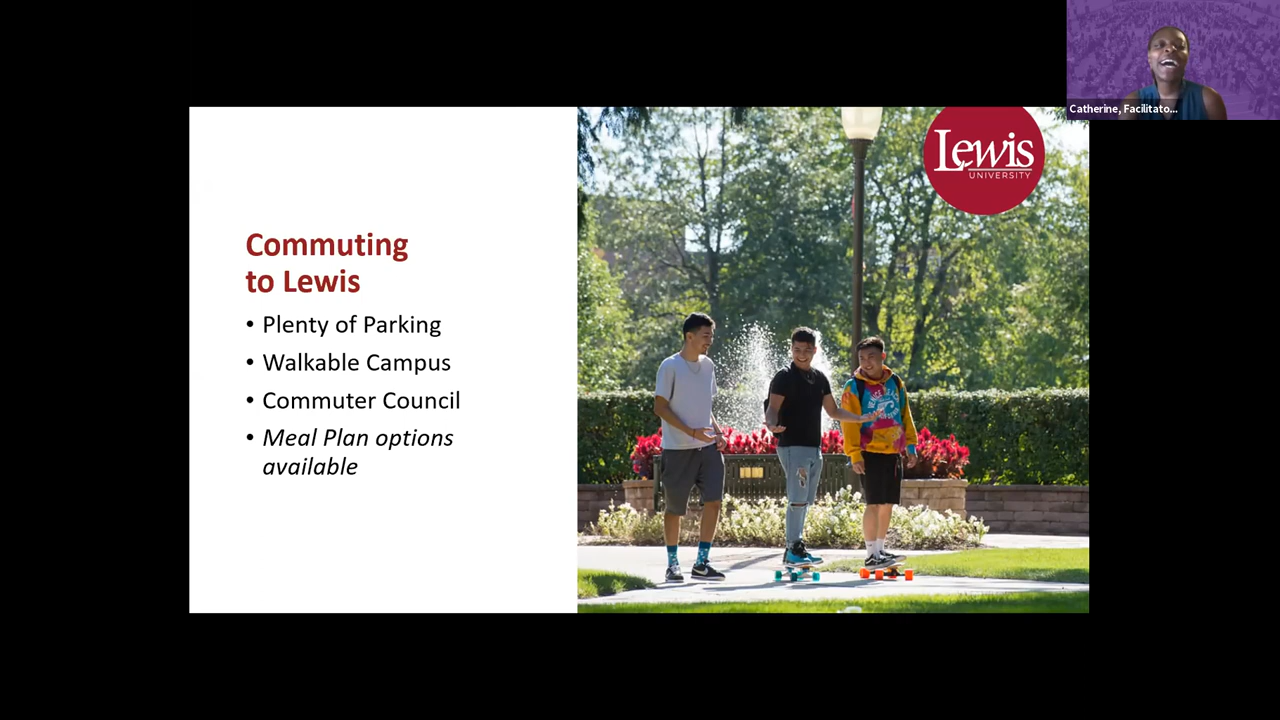 Catherine, Facilitato...
Lewis
UNIVERSITY
Commuting
to Lewis
• Plenty of Parking
• Walkable Campus
• Commuter Council
• Meal Plan options
available